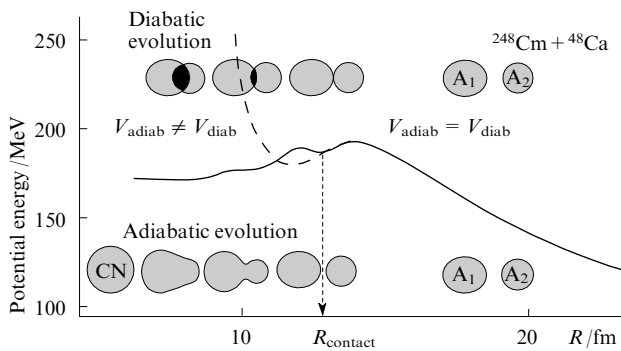 Diabatic
evolution
²⁴⁸Cm + ⁴⁸Ca
A₁ A₂
V_adiab ≠ V_diab V_adiab = V_diab
Adiabatic evolution
CN A₁ A₂
Potential energy/MeV
250
200
150
100
10 R_contact 20 R/fm